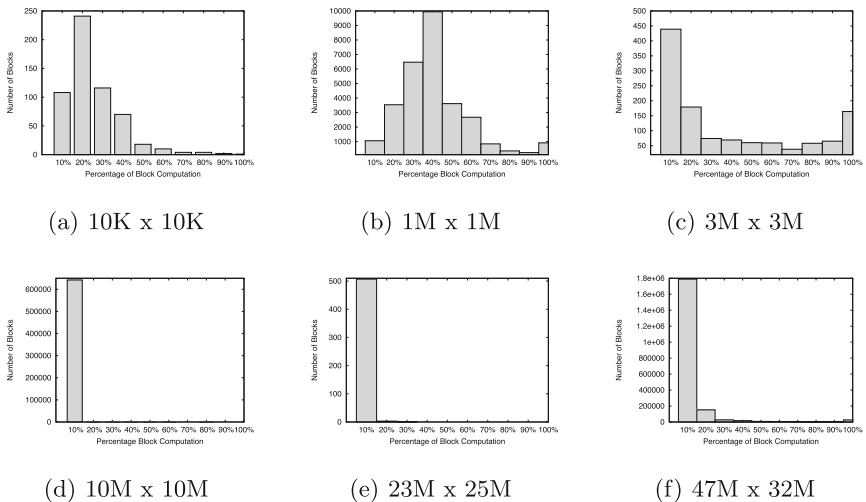 250
200
150
100
50
0
Number of Blocks
10% 20% 30% 40% 50% 60% 70% 80% 90% 100%
Percentage of Block Computation
(a) 10K x 10K
10000
9000
8000
7000
6000
5000
4000
3000
2000
1000
Number of Blocks
10% 20% 30% 40% 50% 60% 70% 80% 90% 100%
Percentage Block Computation
(b) 1M x 1M
500
450
400
350
300
250
200
150
100
50
Number of Blocks
10% 20% 30% 40% 50% 60% 70% 80% 90% 100%
Percentage of Block Computation
(c) 3M x 3M
600000
500000
400000
300000
200000
100000
0
Number of Blocks
10% 20% 30% 40% 50% 60% 70% 80% 90%100%
Percentage Block Computation
(d) 10M x 10M
500
400
300
200
100
0
Number of Blocks
10% 20% 30% 40% 50% 60% 70% 80% 90%100%
Percentage of Block Computation
(e) 23M x 25M
1.8e+06
1.6e+06
1.4e+06
1.2e+06
1e+06
800000
600000
400000
200000
0
Number of Blocks
10% 20% 30% 40% 50% 60% 70% 80% 90%100%
Percentage of Block Computation
(f) 47M x 32M